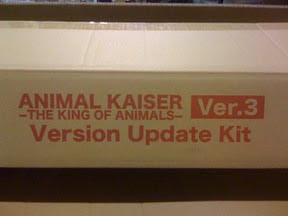 ANIMAL KAISER Ver.3
–THE KING OF ANIMALS–
Version Update Kit